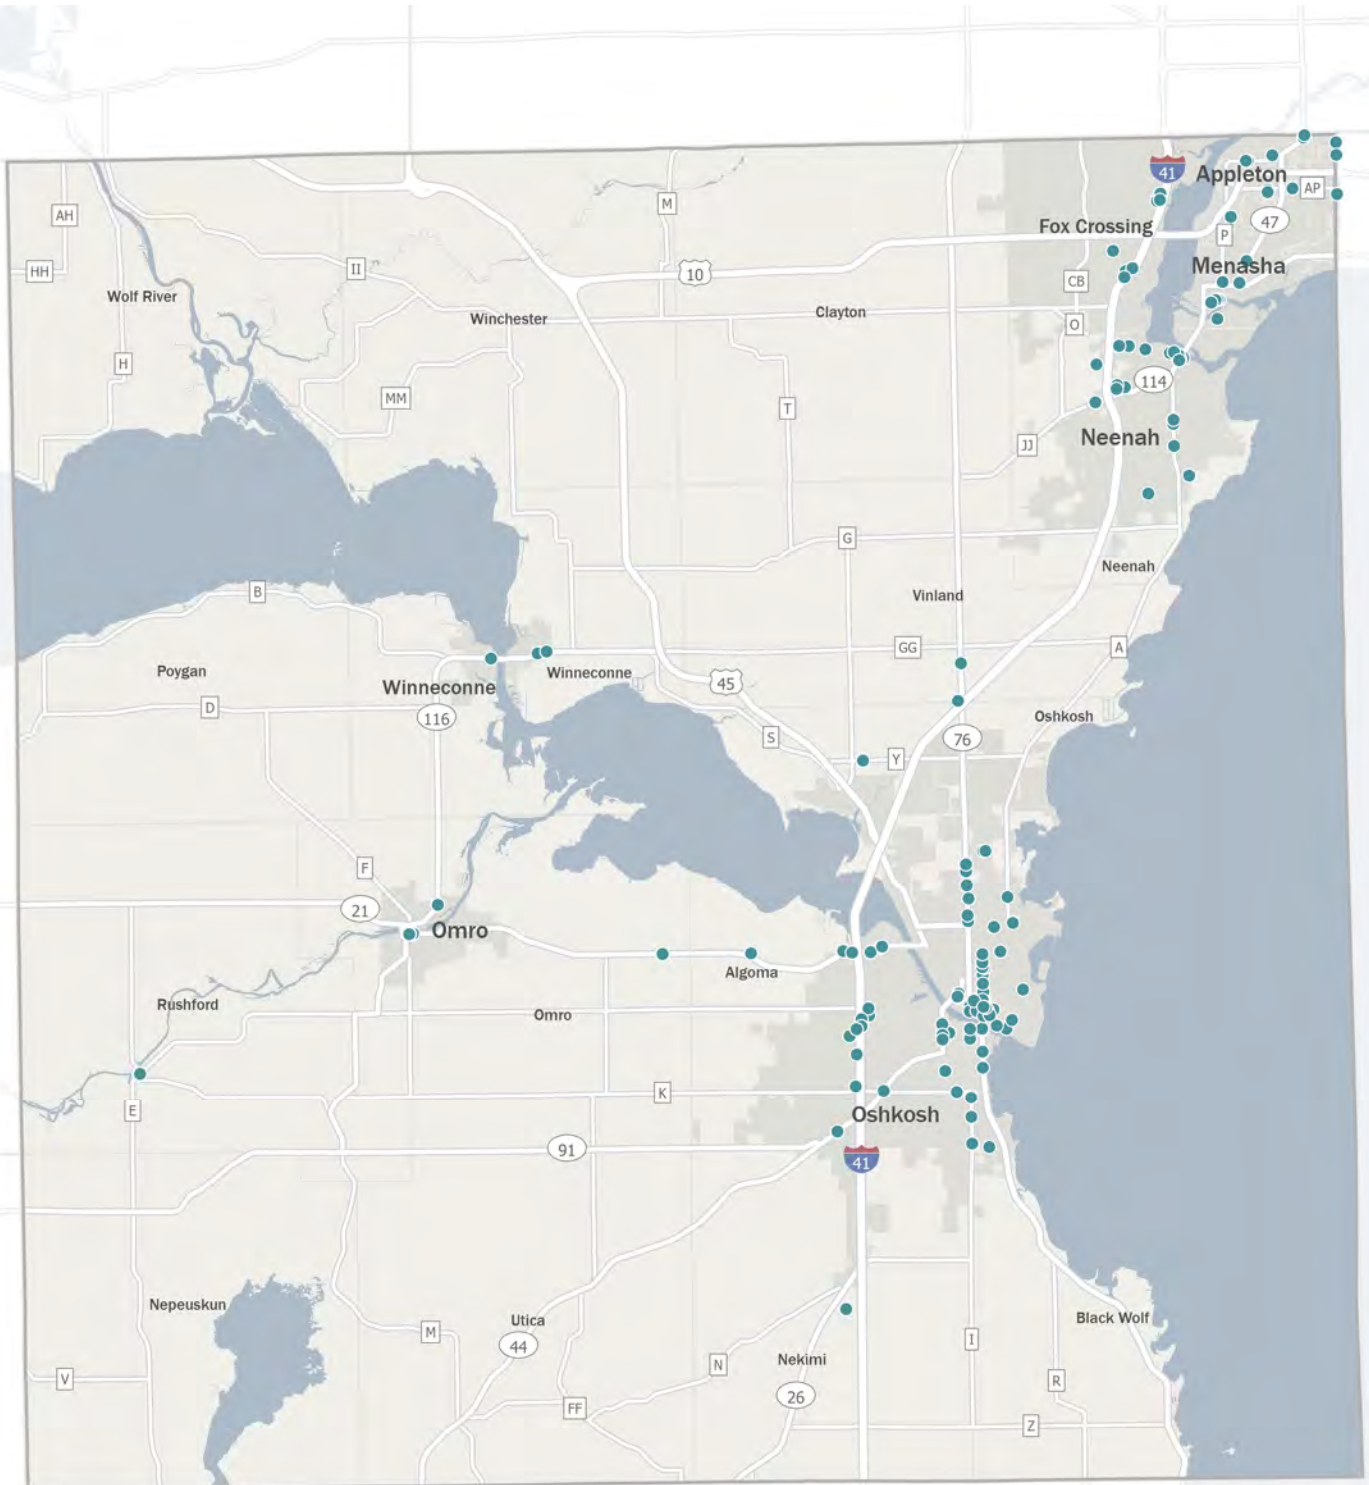 41
Appleton
AP
AH
M
47
Fox Crossing
P
Menasha
HH
II
10
CB
Wolf River
Clayton
Winchester
O
H
114
MM
T
Neenah
JJ
G
Neenah
B
Vinland
GG
A
Poygan
Winneconne
Winneconne
45
D
116
Oshkosh
S
76
Y
F
21
Omro
Algoma
Rushford
Omro
K
E
Oshkosh
91
41
Nepeuskun
Utica
Black Wolf
M
44
I
Nekimi
N
V
R
26
FF
Z